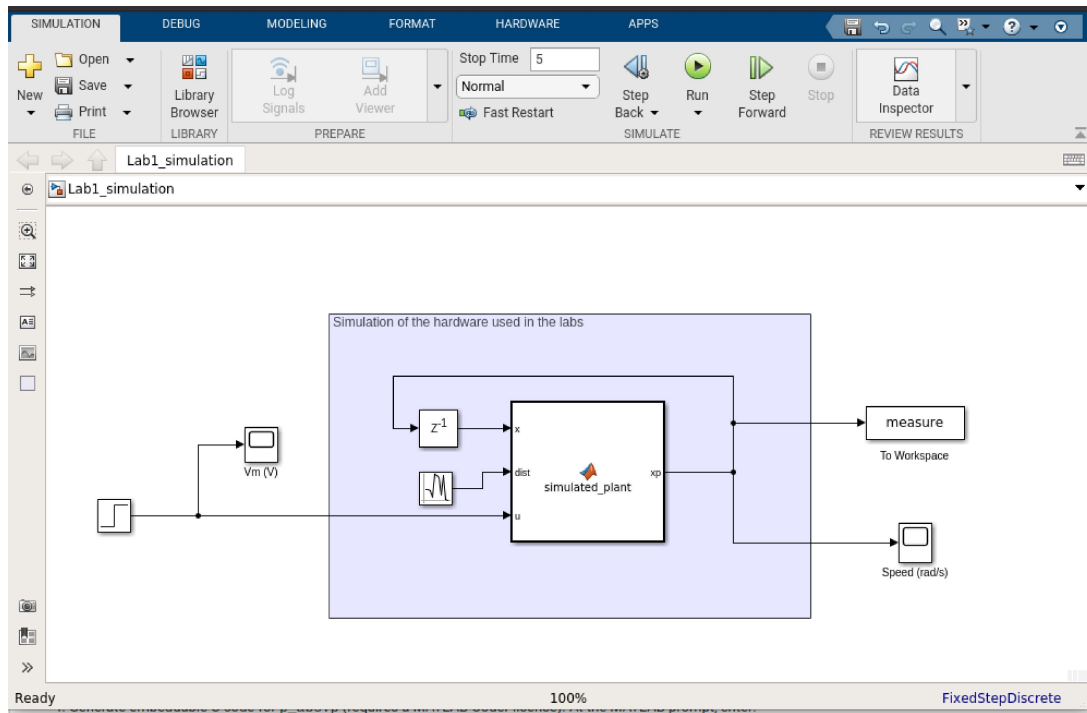 SIMULATION DEBUG MODELING FORMAT HARDWARE APPS
New
Open
Save
Print
FILE
Library
Browser
LIBRARY
Log
Signals
Add
Viewer
PREPARE
Stop Time 5
Normal
Fast Restart
Step
Back
Run
Step
Forward
Stop
SIMULATE
Data
Inspector
REVIEW RESULTS
Lab1_simulation
Lab1_simulation
Simulation of the hardware used in the labs
Z-1
x
measure
To Workspace
Vm (V)
dist
simulated_plant
xp
u
Speed (rad/s)
Ready 100% FixedStepDiscrete